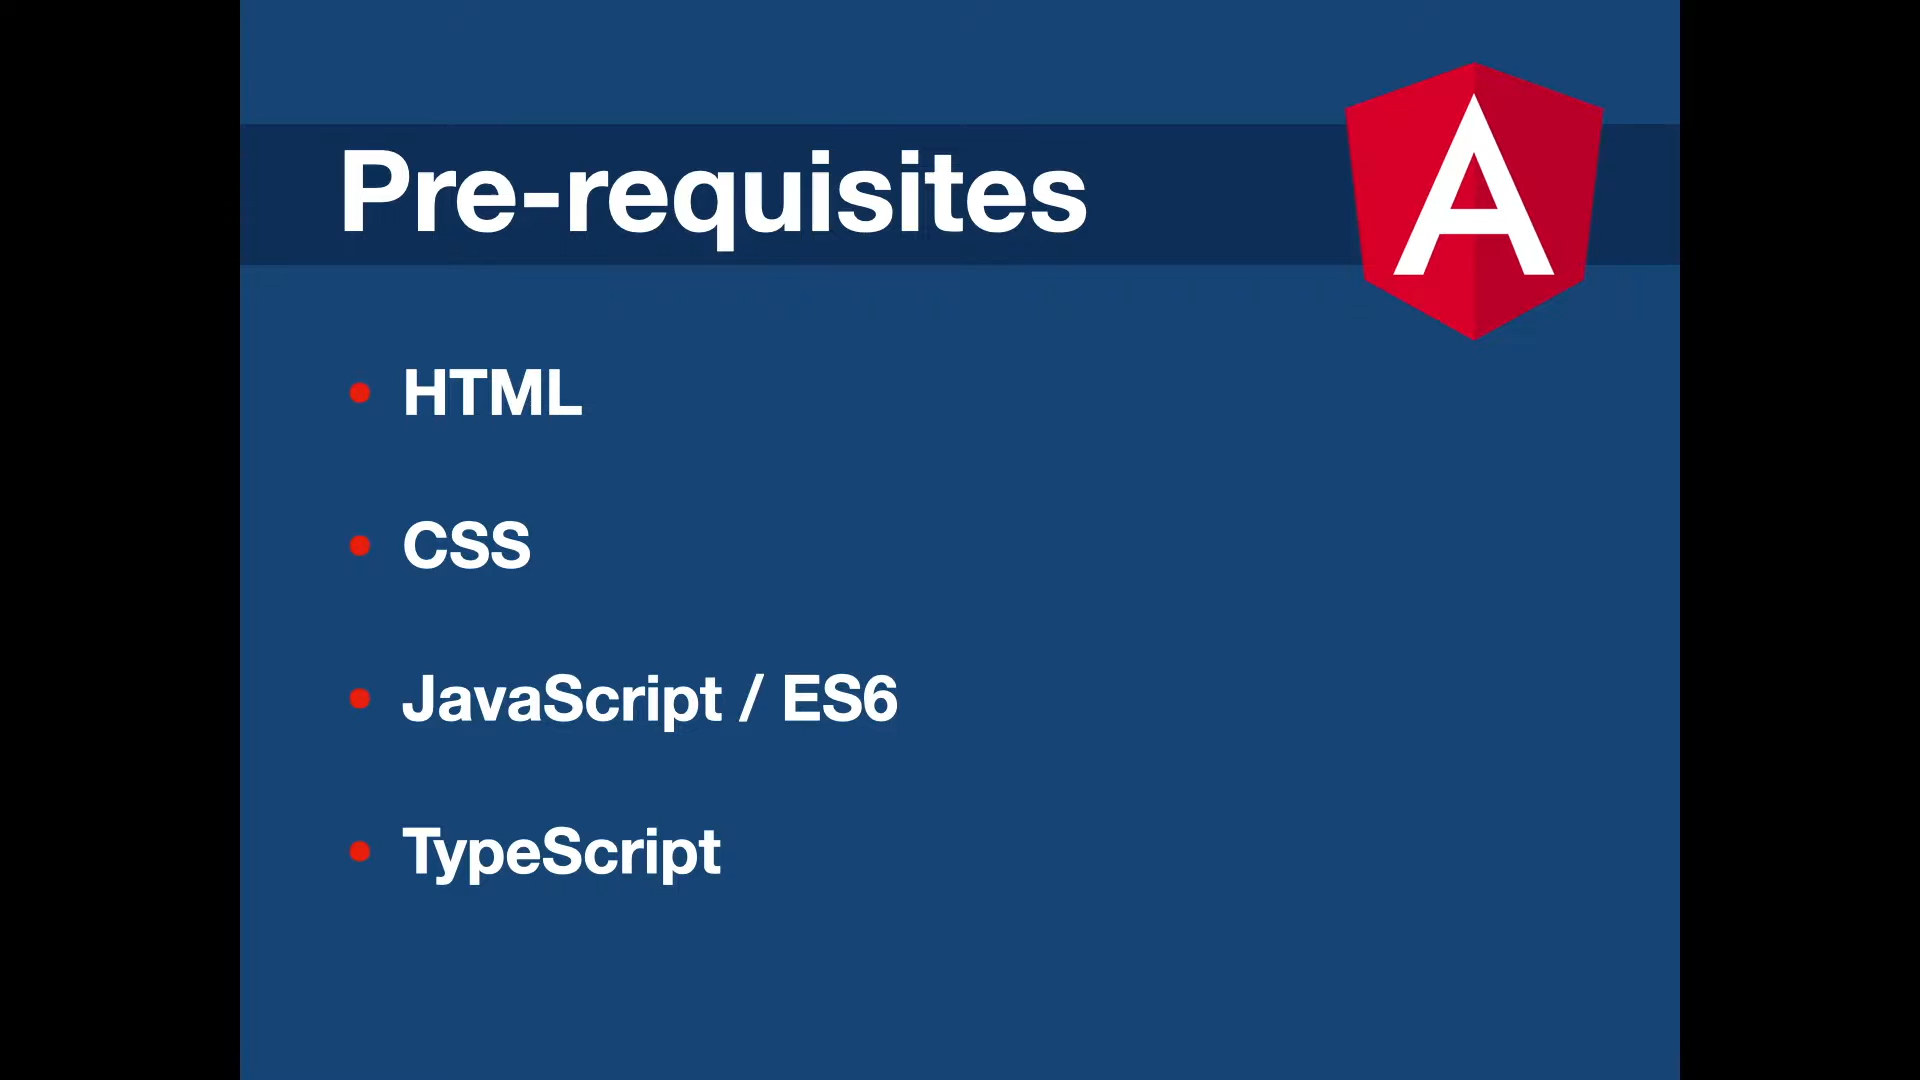 Pre-requisites
HTML
CSS
JavaScript / ES6
TypeScript